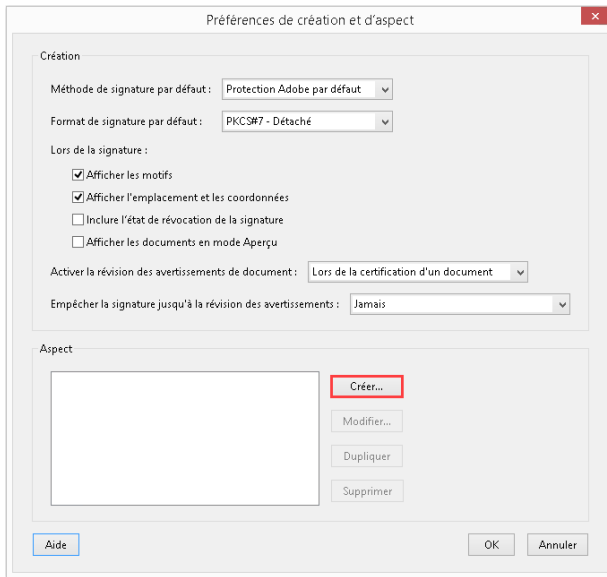 Préférences de création et d'aspect
Création
Méthode de signature par défaut : Protection Adobe par défaut
Format de signature par défaut : PKCS#7 - Détaché
Lors de la signature :
Afficher les motifs
Afficher l'emplacement et les coordonnées
Inclure l'état de révocation de la signature
Afficher les documents en mode Aperçu
Activer la révision des avertissements de document : Lors de la certification d'un document
Empêcher la signature jusqu'à la révision des avertissements : Jamais
Aspect
Créer...
Modifier...
Dupliquer
Supprimer
Aide OK Annuler